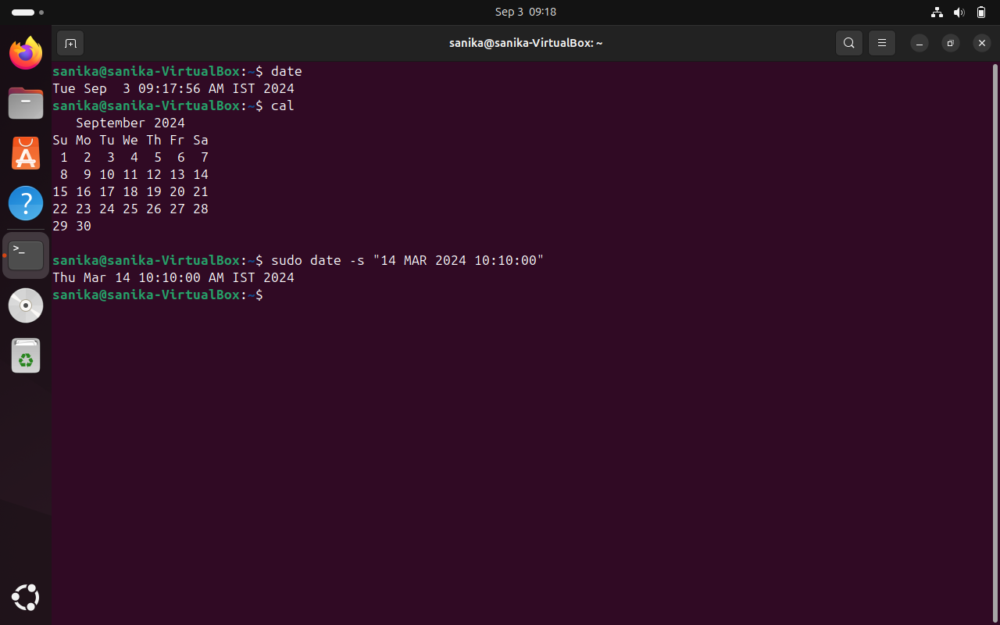 Sep 3 09:18
sanika@sanika-VirtualBox: ~
sanika@sanika-VirtualBox:~$ date
Tue Sep  3 09:17:56 AM IST 2024
sanika@sanika-VirtualBox:~$ cal
   September 2024
Su Mo Tu We Th Fr Sa
 1  2  3  4  5  6  7
 8  9 10 11 12 13 14
15 16 17 18 19 20 21
22 23 24 25 26 27 28
29 30
sanika@sanika-VirtualBox:~$ sudo date -s "14 MAR 2024 10:10:00"
Thu Mar 14 10:10:00 AM IST 2024
sanika@sanika-VirtualBox:~$